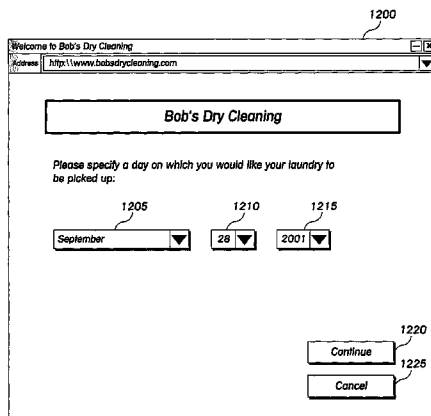 1200
Welcome to Bob's Dry Cleaning
Address http:\\www.bobsdrycleaning.com
Bob's Dry Cleaning
Please specify a day on which you would like your laundry to
be picked up:
1205 1210 1215
September 28 2001
1220
Continue
1225
Cancel